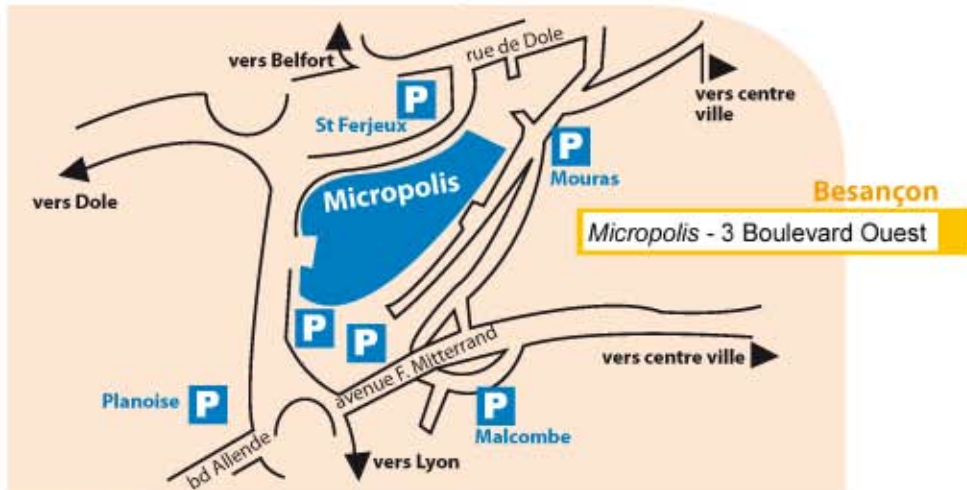 vers Belfort
rue de Dole
P
St Ferjeux
vers centre
ville
P
Mouras
vers Dole
Micropolis
Besançon
Micropolis - 3 Boulevard Ouest
P
P
avenue F. Mitterrand
vers centre ville
Planoise
P
P
Malcombe
bd Allende
vers Lyon